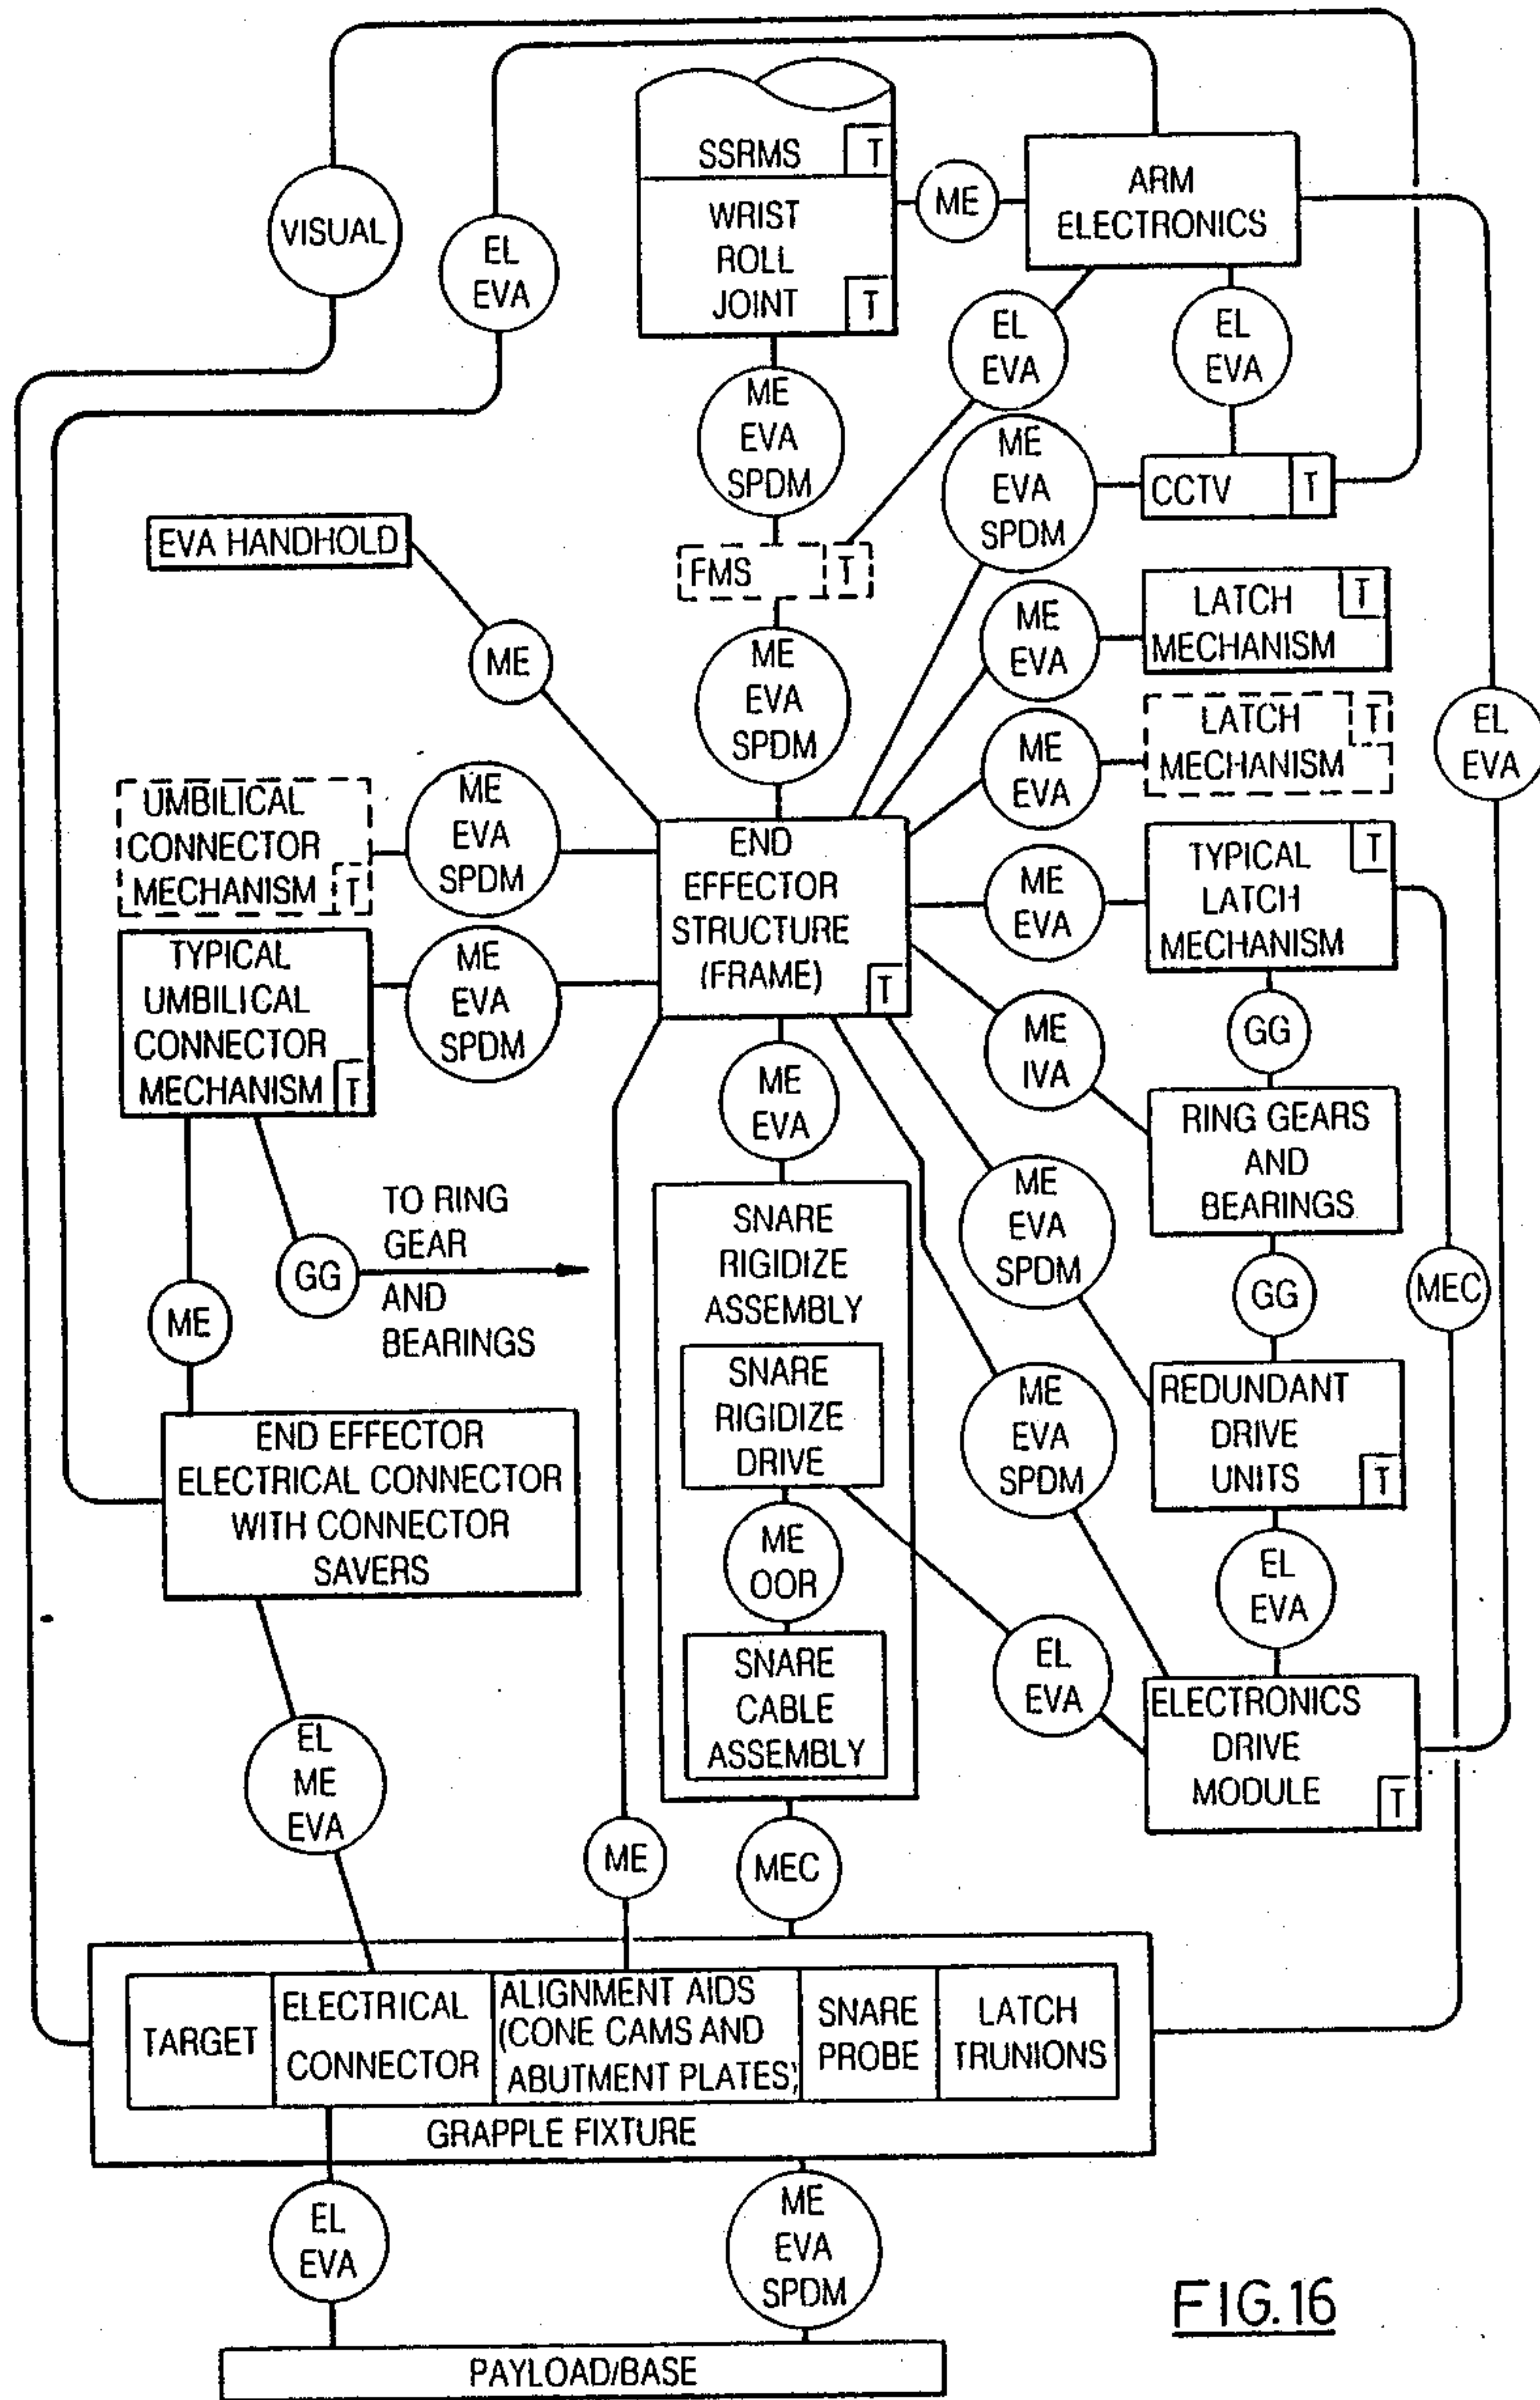 SSRMS
T
WRIST
ROLL
JOINT
T
ME
ARM
ELECTRONICS
VISUAL
EL
EVA
EL
EVA
EL
EVA
ME
EVA
SPDM
ME
EVA
SPDM
CCTV
T
EVA HANDHOLD
FMS
T
ME
ME
EVA
SPDM
ME
EVA
LATCH
MECHANISM
T
ME
EVA
LATCH
MECHANISM
T
EL
EVA
UMBILICAL
CONNECTOR
MECHANISM
T
ME
EVA
SPDM
END
EFFECTOR
STRUCTURE
(FRAME)
T
ME
EVA
TYPICAL
LATCH
MECHANISM
T
TYPICAL
UMBILICAL
CONNECTOR
MECHANISM
T
ME
EVA
SPDM
ME
EVA
ME
IVA
GG
RING GEARS
AND
BEARINGS
ME
GG
TO RING
GEAR
AND
BEARINGS
ME
EVA
SPDM
GG
MEC
SNARE
RIGIDIZE
ASSEMBLY
SNARE
RIGIDIZE
DRIVE
ME
OOR
SNARE
CABLE
ASSEMBLY
ME
EVA
SPDM
REDUNDANT
DRIVE
UNITS
T
END EFFECTOR
ELECTRICAL CONNECTOR
WITH CONNECTOR
SAVERS
EL
EVA
EL
EVA
ELECTRONICS
DRIVE
MODULE
T
EL
ME
EVA
ME
MEC
TARGET
ELECTRICAL
CONNECTOR
ALIGNMENT AIDS
(CONE CAMS AND
ABUTMENT PLATES;
SNARE
PROBE
LATCH
TRUNIONS
GRAPPLE FIXTURE
EL
EVA
ME
EVA
SPDM
PAYLOAD/BASE
FIG.16